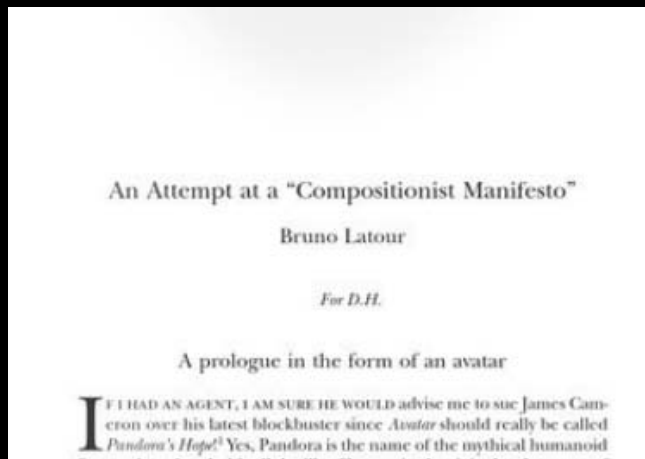 An Attempt at a “Compositionist Manifesto”
Bruno Latour
For D.H.
A prologue in the form of an avatar
IF I HAD AN AGENT, I AM SURE HE WOULD advise me to sue James Cam-
eron over his latest blockbuster since Avatar should really be called
Pandora’s Hope!¹ Yes, Pandora is the name of the mythical humanoid